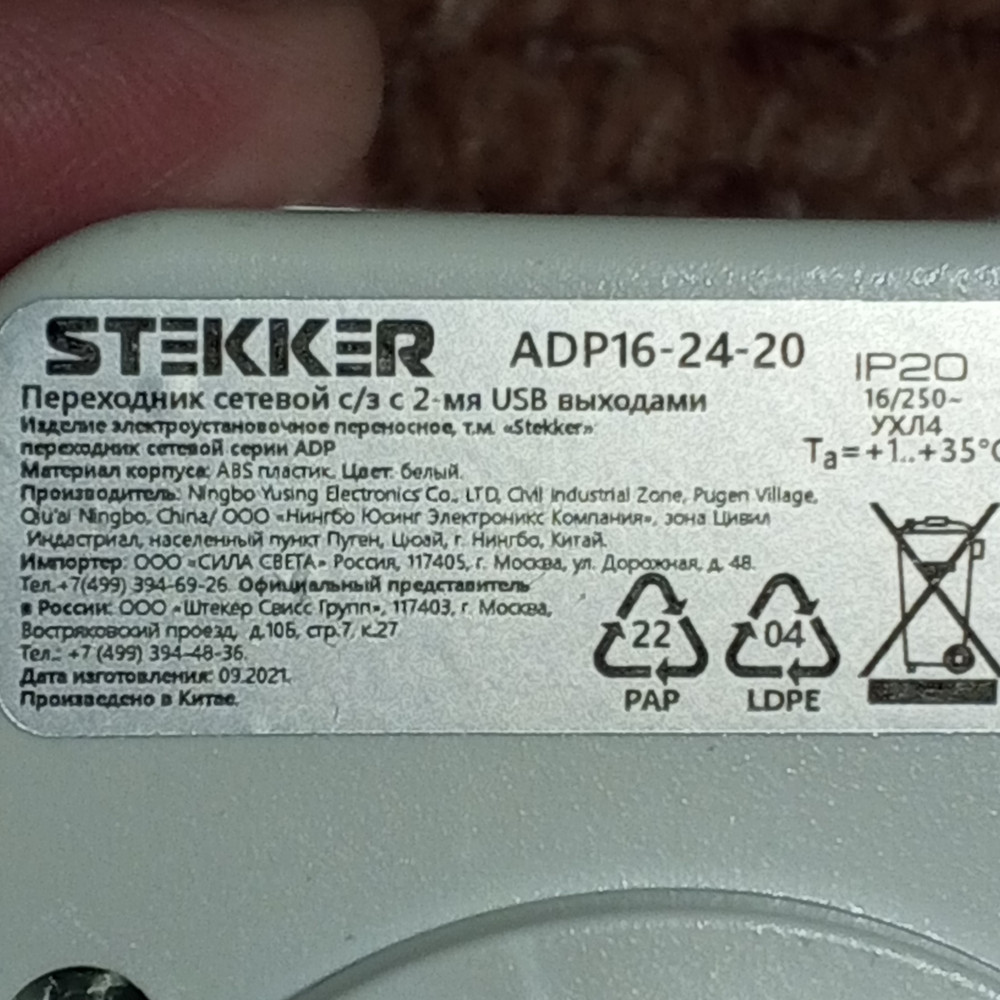 STEKKER
ADP16-24-20
IP20
16/250~
УХЛ4
Ta=+1..+35°C
Переходник сетевой с/з с 2-мя USB выходами
Изделие электроустановочное переносное, т.м. «Stekker»
переходник сетевой серии ADP
Материал корпуса: ABS пластик. Цвет: белый.
Производитель: Ningbo Yusing Electronics Co., LTD, Civil Industrial Zone, Pugen Village,
Qiu'ai Ningbo, China/ ООО «Нингбо Юсинг Электроникс Компания», зона Цивил
Индастриал, населенный пункт Пуген, Цюай, г. Нингбо, Китай.
Импортер: ООО «СИЛА СВЕТА» Россия, 117405, г. Москва, ул. Дорожная, д. 48.
Тел.+7(499) 394-69-26. Официальный представитель
в России: ООО «Штекер Свисс Групп», 117403, г. Москва,
Востряковский проезд, д.10Б, стр.7, к.27
Тел.: +7 (499) 394-48-36.
Дата изготовления: 09.2021.
Произведено в Китае.
22
PAP
04
LDPE